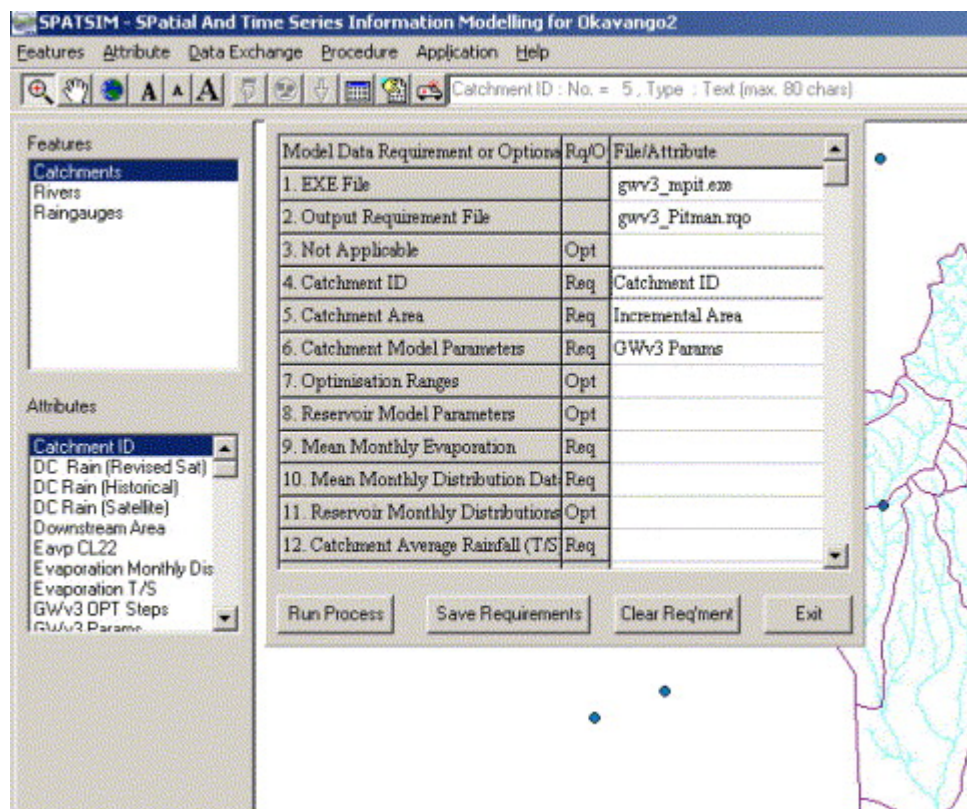 SPATSIM - SPatial And Time Series Information Modelling for Okavango2
Features Attribute Data Exchange Procedure Application Help
A A A Catchment ID : No. = 5 , Type : Text (max. 80 chars)
Features
Catchments
Rivers
Raingauges
Attributes
Catchment ID
DC Rain (Revised Sat)
DC Rain (Historical)
DC Rain (Satellite)
Downstream Area
Eavp CL22
Evaporation Monthly Dis
Evaporation T/S
GWv3 OPT Steps
GWv3 Params
Model Data Requirement or Optiona Rq/O File/Attribute
1. EXE File gwv3_mpit.exe
2. Output Requirement File gwv3_Pitman.rqo
3. Not Applicable Opt
4. Catchment ID Req Catchment ID
5. Catchment Area Req Incremental Area
6. Catchment Model Parameters Req GWv3 Params
7. Optimisation Ranges Opt
8. Reservoir Model Parameters Opt
9. Mean Monthly Evaporation Req
10. Mean Monthly Distribution Dat Req
11. Reservoir Monthly Distributions Opt
12. Catchment Average Rainfall (T/S Req
Run Process Save Requirements Clear Req'ment Exit